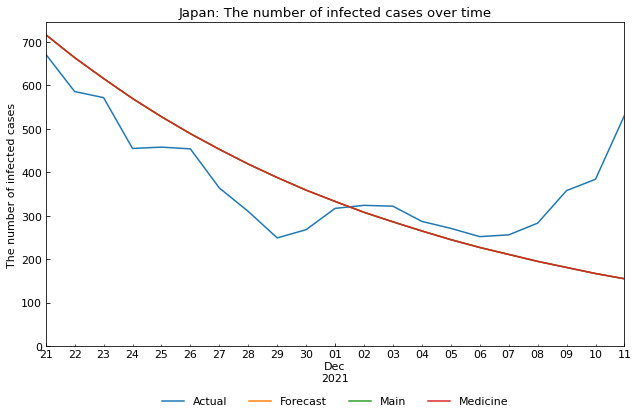 Japan: The number of infected cases over time
The number of infected cases
700
600
500
400
300
200
100
0
21 22 23 24 25 26 27 28 29 30 01 02 03 04 05 06 07 08 09 10 11
Dec
2021
Actual Forecast Main Medicine